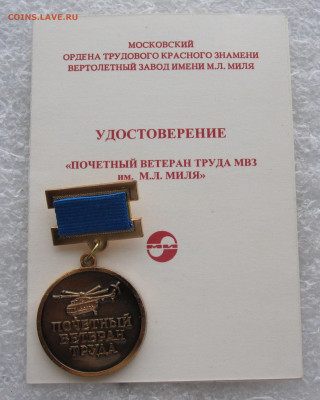 COINS.LAVE.RU
МОСКОВСКИЙ
ОРДЕНА ТРУДОВОГО КРАСНОГО ЗНАМЕНИ
ВЕРТОЛЕТНЫЙ ЗАВОД ИМЕНИ М.Л. МИЛЯ
УДОСТОВЕРЕНИЕ
«ПОЧЕТНЫЙ ВЕТЕРАН ТРУДА МВЗ
им. М.Л. МИЛЯ»
МИ
ПОЧЕТНЫЙ
ВЕТЕРАН
ТРУДА